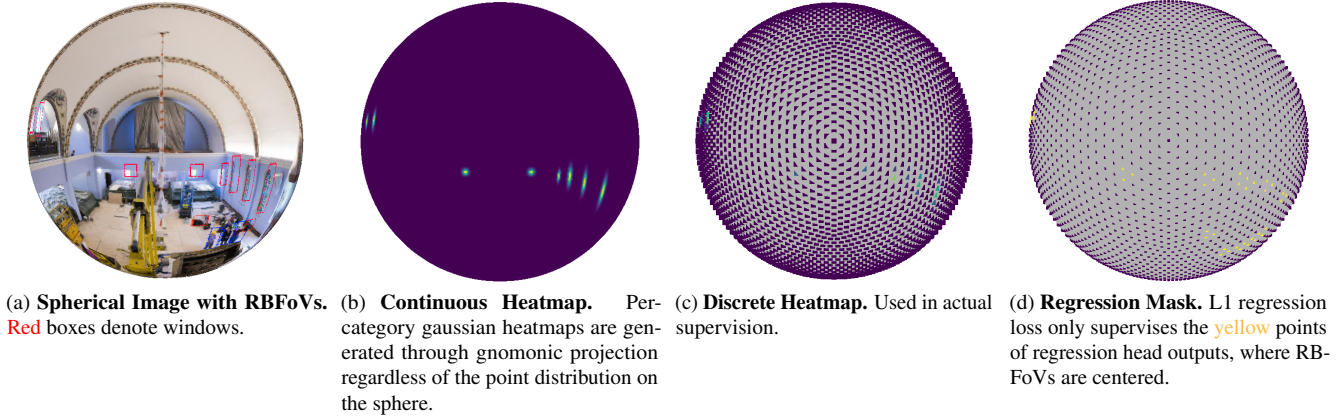 (a) Spherical Image with RBFoVs.
Red boxes denote windows.
(b) Continuous Heatmap. Per-
category gaussian heatmaps are gen-
erated through gnomonic projection
regardless of the point distribution on
the sphere.
(c) Discrete Heatmap. Used in actual
supervision.
(d) Regression Mask. L1 regression
loss only supervises the yellow points
of regression head outputs, where RB-
FoVs are centered.